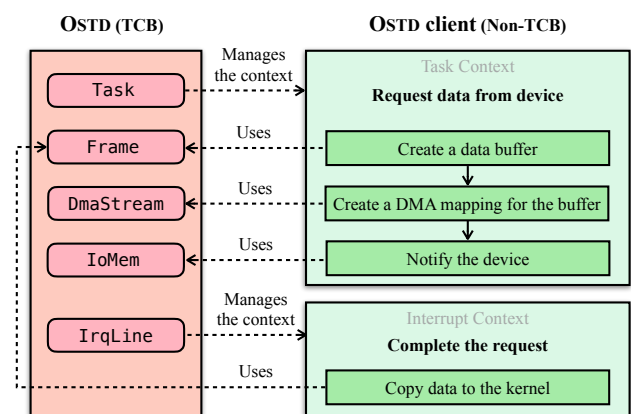 OSTD (TCB)
OSTD client (Non-TCB)
Task
Manages
the context
Task Context
Request data from device
Frame
Uses
Create a data buffer
DmaStream
Uses
Create a DMA mapping for the buffer
IoMem
Uses
Notify the device
IrqLine
Manages
the context
Interrupt Context
Complete the request
Uses
Copy data to the kernel